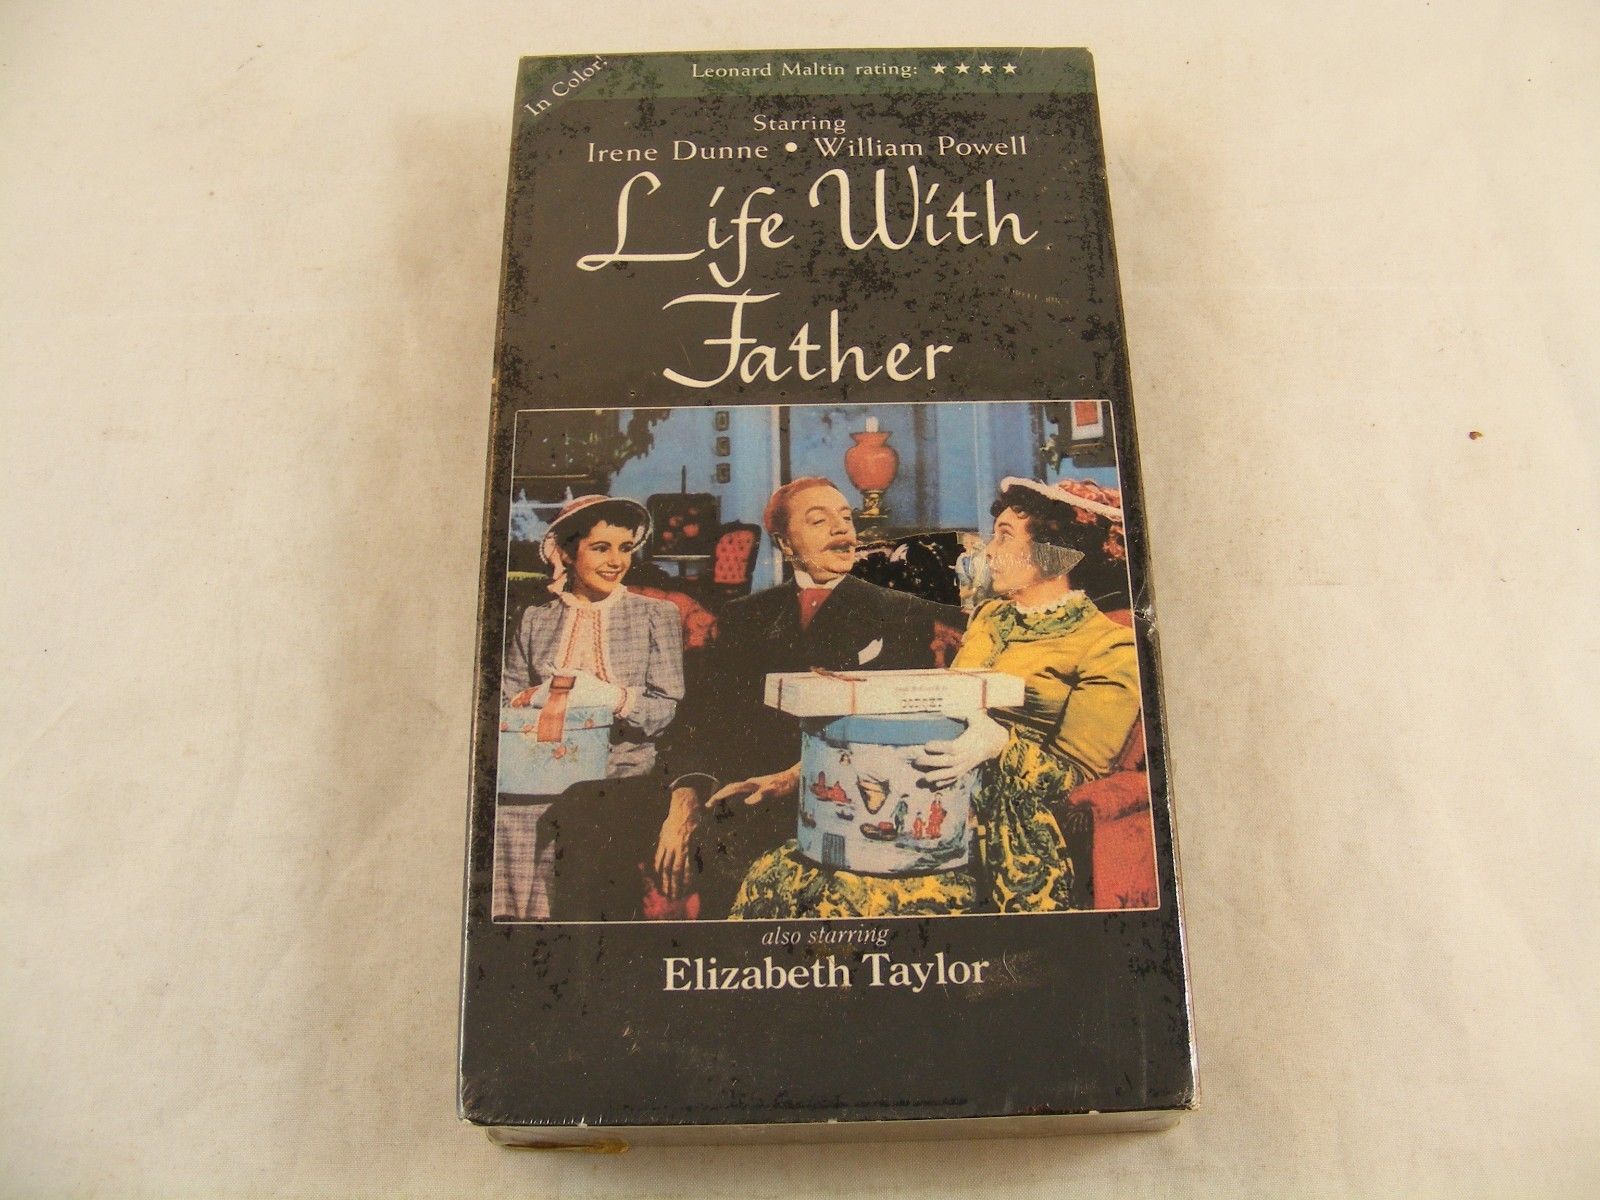 In Color!
Leonard Maltin rating: ★★★★
Starring
Irene Dunne • William Powell
Life With
Father
also starring
Elizabeth Taylor